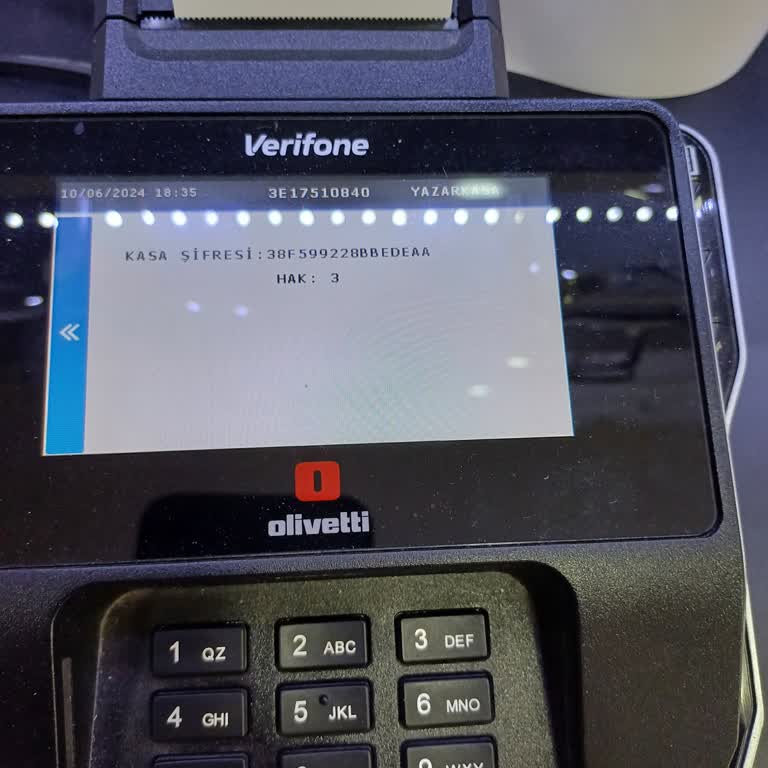 Verifone
10/06/2024 18:35 3E17510840 YAZARKASA
KASA ŞİFRESİ:38F599228BBEDEAA
HAK: 3
«
olivetti
1 QZ 2 ABC 3 DEF
4 GHI 5 JKL 6 MNO